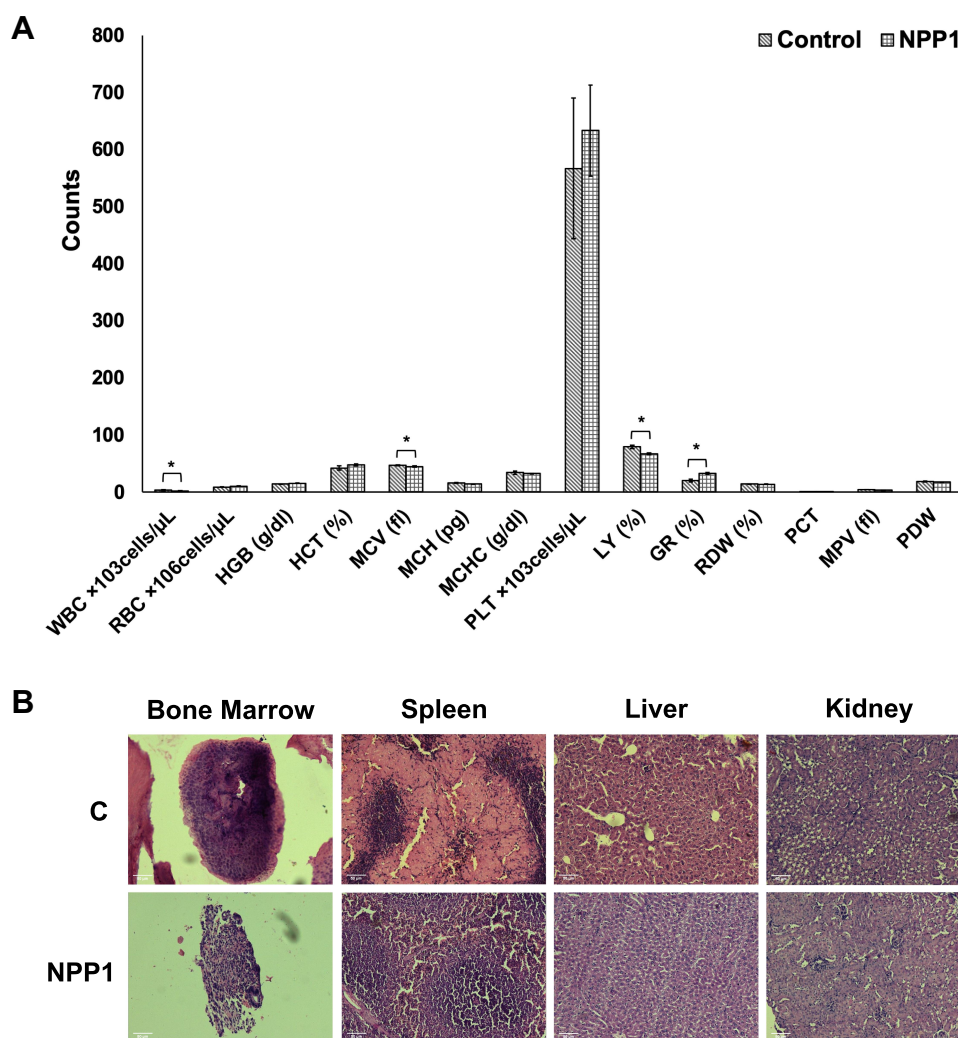 A
800
700
600
500
400
300
200
100
0
Counts
Control NPP1
*
*
*
*
WBC ×103cells/µL
RBC ×106cells/µL
HGB (g/dl)
HCT (%)
MCV (fl)
MCH (pg)
MCHC (g/dl)
PLT ×103cells/µL
LY (%)
GR (%)
RDW (%)
PCT
MPV (fl)
PDW
B
Bone Marrow Spleen Liver Kidney
C
NPP1